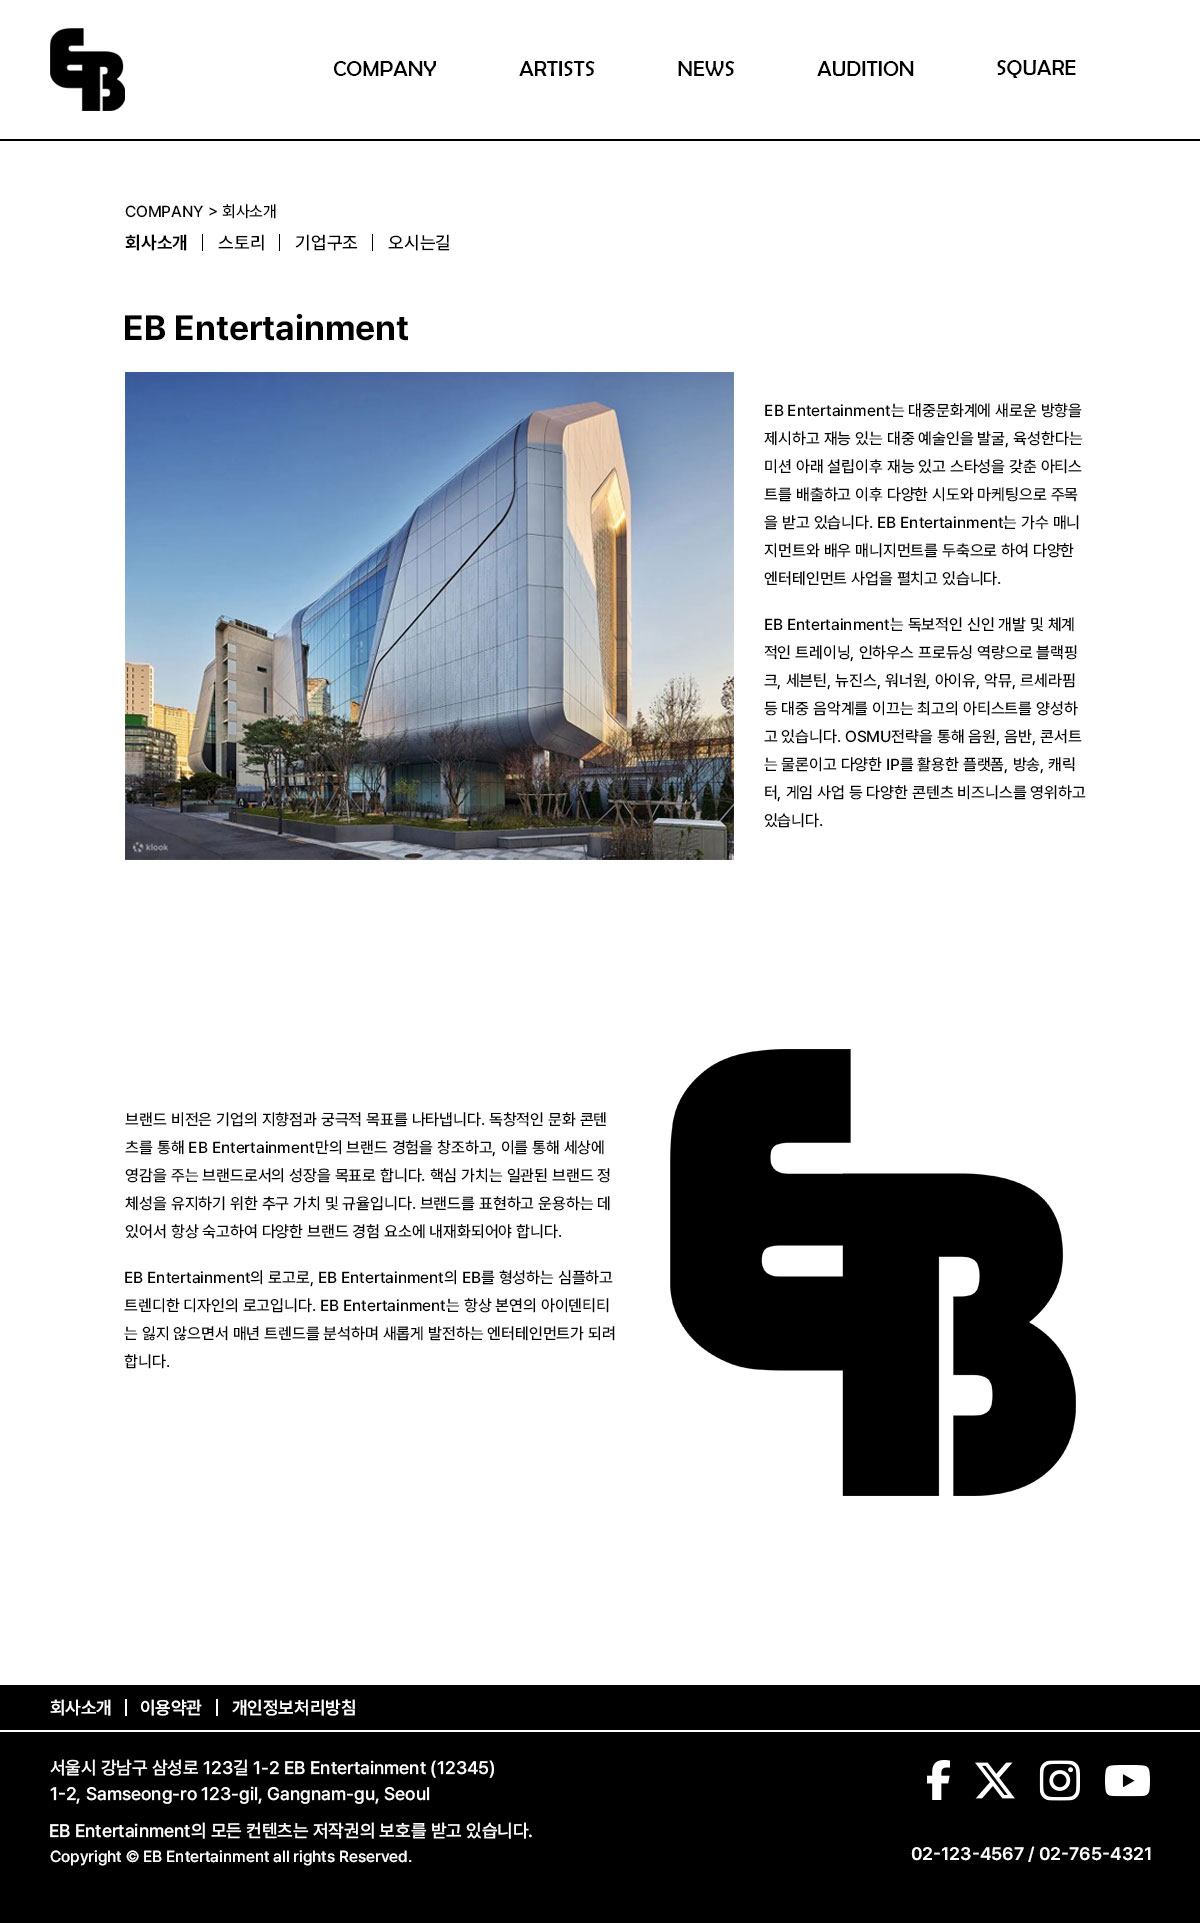 EB
COMPANY ARTISTS NEWS AUDITION SQUARE
COMPANY > 회사소개
회사소개 | 스토리 | 기업구조 | 오시는길
EB Entertainment
EB Entertainment는 대중문화계에 새로운 방향을
제시하고 재능 있는 대중 예술인을 발굴, 육성한다는
미션 아래 설립이후 재능 있고 스타성을 갖춘 아티스
트를 배출하고 이후 다양한 시도와 마케팅으로 주목
을 받고 있습니다. EB Entertainment는 가수 매니
지먼트와 배우 매니지먼트를 두축으로 하여 다양한
엔터테인먼트 사업을 펼치고 있습니다.
EB Entertainment는 독보적인 신인 개발 및 체계
적인 트레이닝, 인하우스 프로듀싱 역량으로 블랙핑
크, 세븐틴, 뉴진스, 워너원, 아이유, 악뮤, 르세라핌
등 대중 음악계를 이끄는 최고의 아티스트를 양성하
고 있습니다. OSMU전략을 통해 음원, 음반, 콘서트
는 물론이고 다양한 IP를 활용한 플랫폼, 방송, 캐릭
터, 게임 사업 등 다양한 콘텐츠 비즈니스를 영위하고
있습니다.
klook
브랜드 비전은 기업의 지향점과 궁극적 목표를 나타냅니다. 독창적인 문화 콘텐
츠를 통해 EB Entertainment만의 브랜드 경험을 창조하고, 이를 통해 세상에
영감을 주는 브랜드로서의 성장을 목표로 합니다. 핵심 가치는 일관된 브랜드 정
체성을 유지하기 위한 추구 가치 및 규율입니다. 브랜드를 표현하고 운용하는 데
있어서 항상 숙고하여 다양한 브랜드 경험 요소에 내재화되어야 합니다.
EB Entertainment의 로고로, EB Entertainment의 EB를 형성하는 심플하고
트렌디한 디자인의 로고입니다. EB Entertainment는 항상 본연의 아이덴티티
는 잃지 않으면서 매년 트렌드를 분석하며 새롭게 발전하는 엔터테인먼트가 되려
합니다.
EB
회사소개 | 이용약관 | 개인정보처리방침
서울시 강남구 삼성로 123길 1-2 EB Entertainment (12345)
1-2, Samseong-ro 123-gil, Gangnam-gu, Seoul
EB Entertainment의 모든 컨텐츠는 저작권의 보호를 받고 있습니다.
Copyright © EB Entertainment all rights Reserved.
02-123-4567 / 02-765-4321